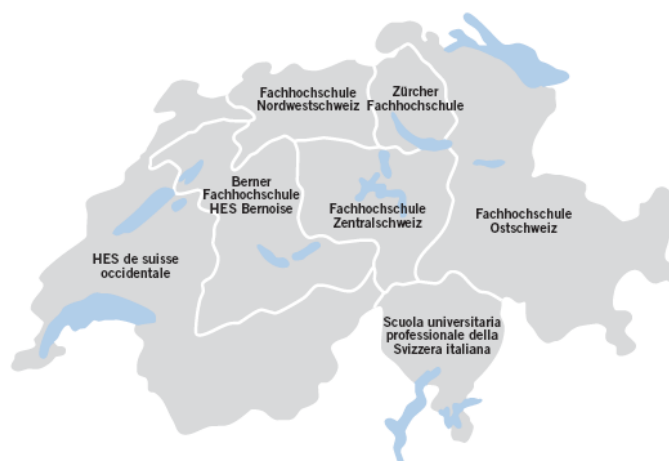 Fachhochschule
Nordwestschweiz
Zürcher
Fachhochschule
Berner
Fachhochschule
HES Bernoise
Fachhochschule
Zentralschweiz
Fachhochschule
Ostschweiz
HES de suisse
occidentale
Scuola universitaria
professionale della
Svizzera italiana